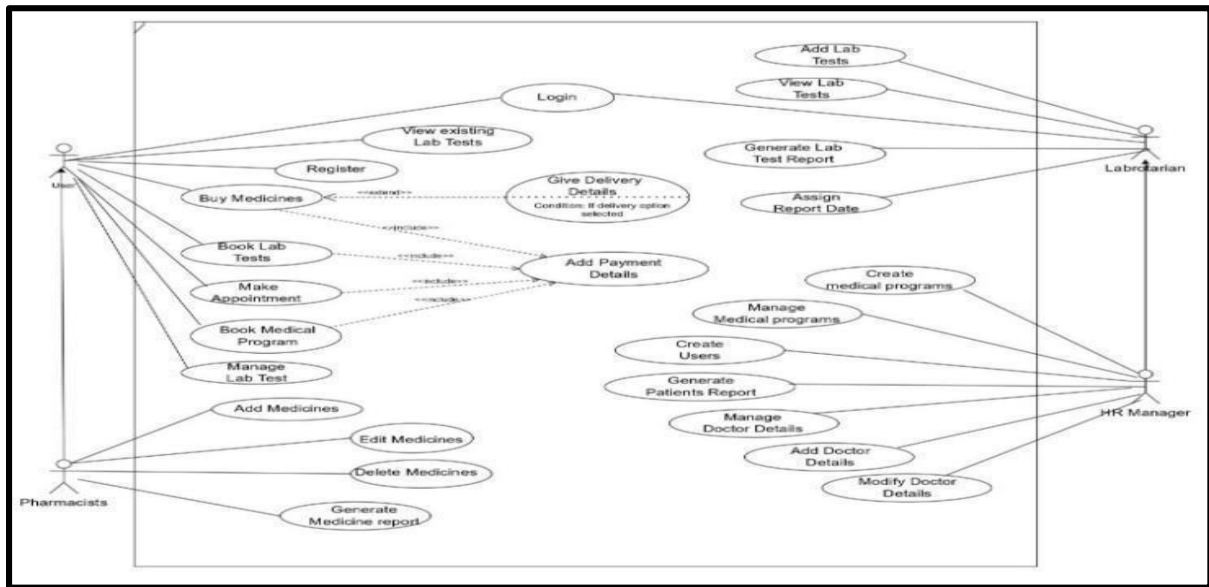 Add Lab
Tests
View Lab
Tests
Login
View existing
Lab Tests
Generate Lab
Test Report
Labrotarian
Register
User
Give Delivery
Details
Condition: If delivery option
selected
<<extend>>
Buy Medicines
Assign
Report Date
<<include>>
Book Lab
Tests
<<include>>
Add Payment
Details
Make
Appointment
<<include>>
Create
medical programs
Book Medical
Program
<<include>>
Manage
Medical programs
Manage
Lab Test
Create
Users
Generate
Patients Report
HR Manager
Add Medicines
Manage
Doctor Details
Edit Medicines
Add Doctor
Details
Delete Medicines
Modify Doctor
Details
Pharmacists
Generate
Medicine report